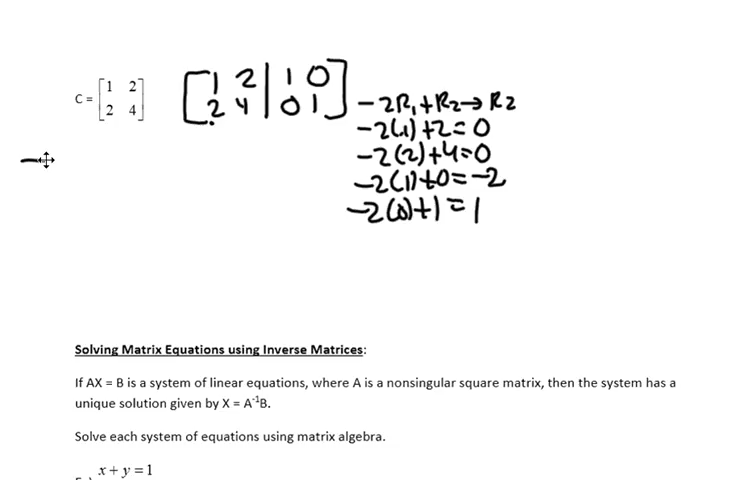 C = [1 2
2 4]
[1 2 | 1 0
2 4 | 0 1]
-2R₁+R₂→R₂
-2(1)+2=0
-2(2)+4=0
-2(1)+0=-2
-2(0)+1=1
Solving Matrix Equations using Inverse Matrices:
If AX = B is a system of linear equations, where A is a nonsingular square matrix, then the system has a
unique solution given by X = A⁻¹B.
Solve each system of equations using matrix algebra.
x + y = 1